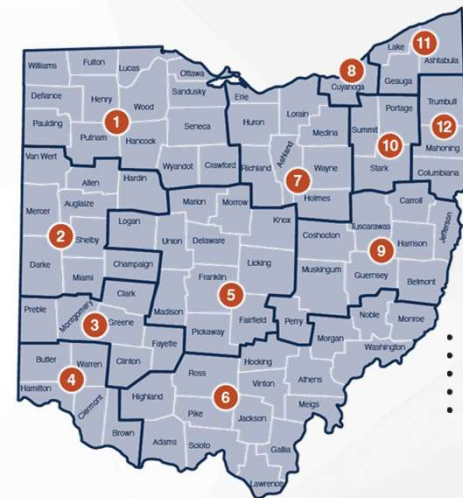 Williams
Fulton
Lucas
Ottawa
Defiance
Henry
Wood
Sandusky
Paulding
1
Seneca
Putnam
Hancock
Van Wert
Wyandot
Crawford
Allen
Hardin
Mercer
Auglaize
2
Shelby
Logan
Darke
Miami
Champaign
Preble
Montgomery
3
Clark
Greene
Fayette
Clinton
Butler
Warren
4
Hamilton
Clermont
Brown
Marion
Morrow
Knox
Union
Delaware
Licking
Franklin
5
Madison
Pickaway
Fairfield
Perry
Hocking
Ross
Vinton
Athens
Highland
6
Pike
Jackson
Meigs
Adams
Scioto
Gallia
Lawrence
Morgan
Washington
Noble
Monroe
Erie
Huron
Lorain
Medina
Richland
Ashland
Wayne
7
Holmes
8
Cuyahoga
Coshocton
Tuscarawas
Carroll
Jefferson
9
Harrison
Muskingum
Guernsey
Belmont
Portage
Summit
10
Stark
Lake
11
Ashtabula
Geauga
Trumbull
12
Mahoning
Columbiana